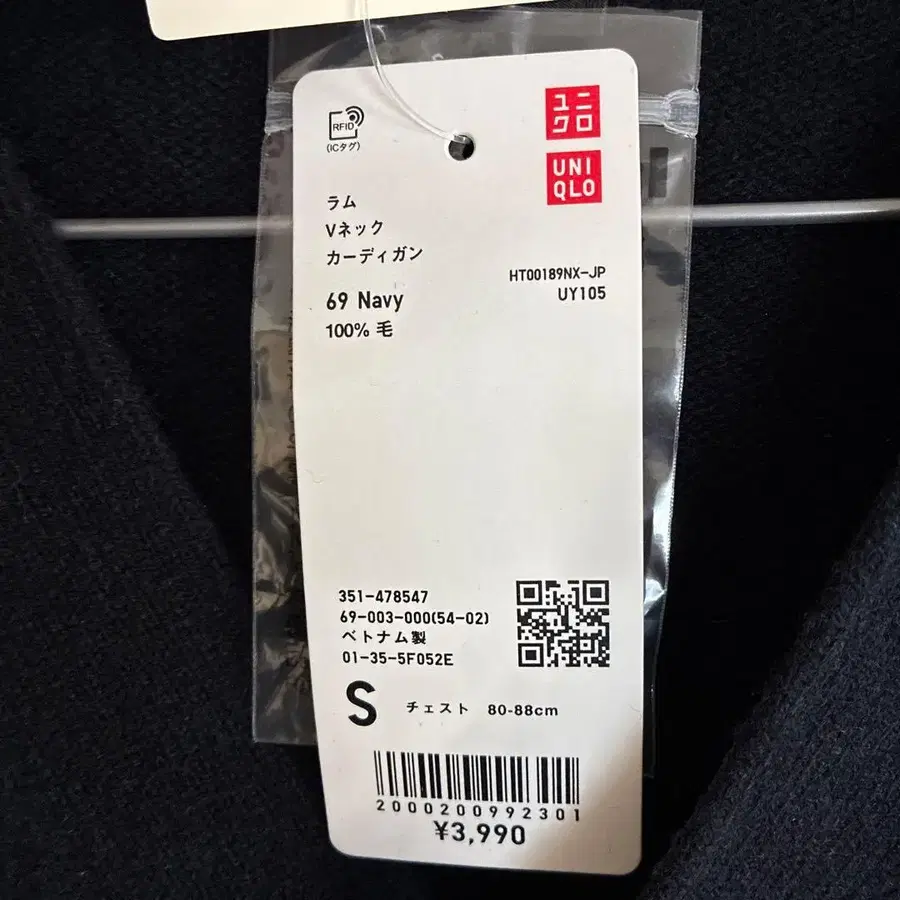 RFID
(ICタグ)
ユニ
クロ
UNI
QLO
ラム
Vネック
カーディガン
HT00189NX-JP
UY105
69 Navy
100% 毛
351-478547
69-003-000(54-02)
ベトナム製
01-35-5F052E
S チェスト 80-88cm
2000200992301
¥3,990